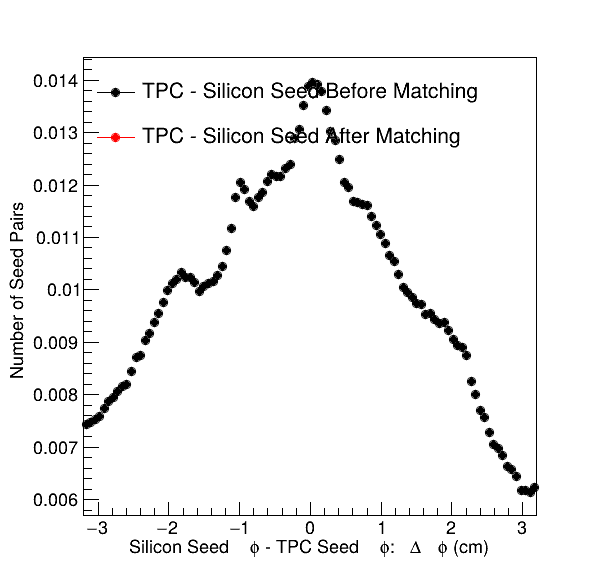 TPC - Silicon Seed Before Matching
TPC - Silicon Seed After Matching
Number of Seed Pairs
0.014
0.013
0.012
0.011
0.01
0.009
0.008
0.007
0.006
−3 −2 −1 0 1 2 3
Silicon Seed ϕ - TPC Seed ϕ: Δ ϕ (cm)